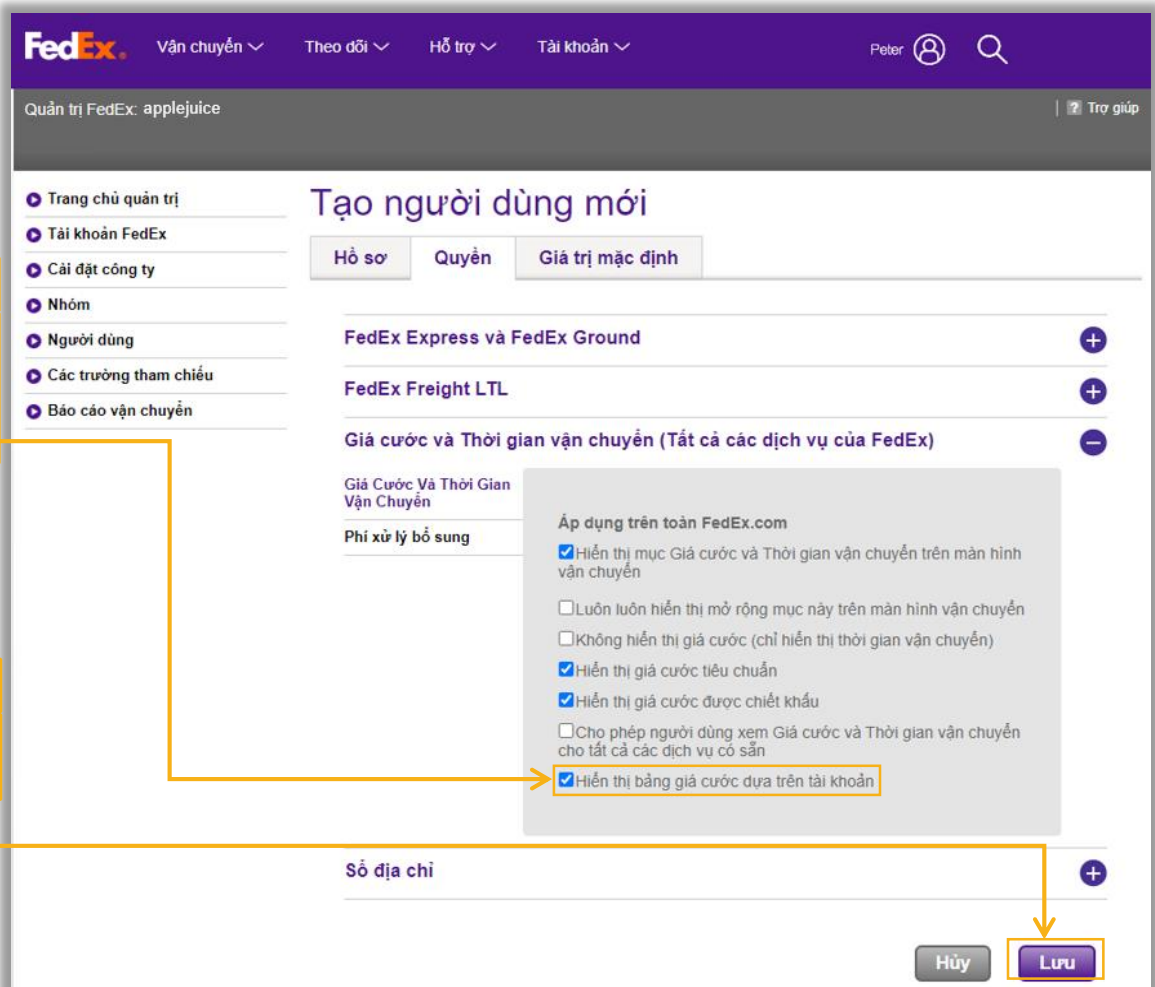 FedEx. Vận chuyển Theo dõi Hỗ trợ Tài khoản Peter
Quản trị FedEx: applejuice ? Trợ giúp
Trang chủ quản trị
Tài khoản FedEx
Cài đặt công ty
Nhóm
Người dùng
Các trường tham chiếu
Báo cáo vận chuyển
Tạo người dùng mới
Hồ sơ Quyền Giá trị mặc định
FedEx Express và FedEx Ground
FedEx Freight LTL
Giá cước và Thời gian vận chuyển (Tất cả các dịch vụ của FedEx)
Giá Cước Và Thời Gian
Vận Chuyển
Phí xử lý bổ sung
Áp dụng trên toàn FedEx.com
Hiển thị mục Giá cước và Thời gian vận chuyển trên màn hình
vận chuyển
Luôn luôn hiển thị mở rộng mục này trên màn hình vận chuyển
Không hiển thị giá cước (chỉ hiển thị thời gian vận chuyển)
Hiển thị giá cước tiêu chuẩn
Hiển thị giá cước được chiết khấu
Cho phép người dùng xem Giá cước và Thời gian vận chuyển
cho tất cả các dịch vụ có sẵn
Hiển thị bảng giá cước dựa trên tài khoản
Sổ địa chỉ
Hủy Lưu